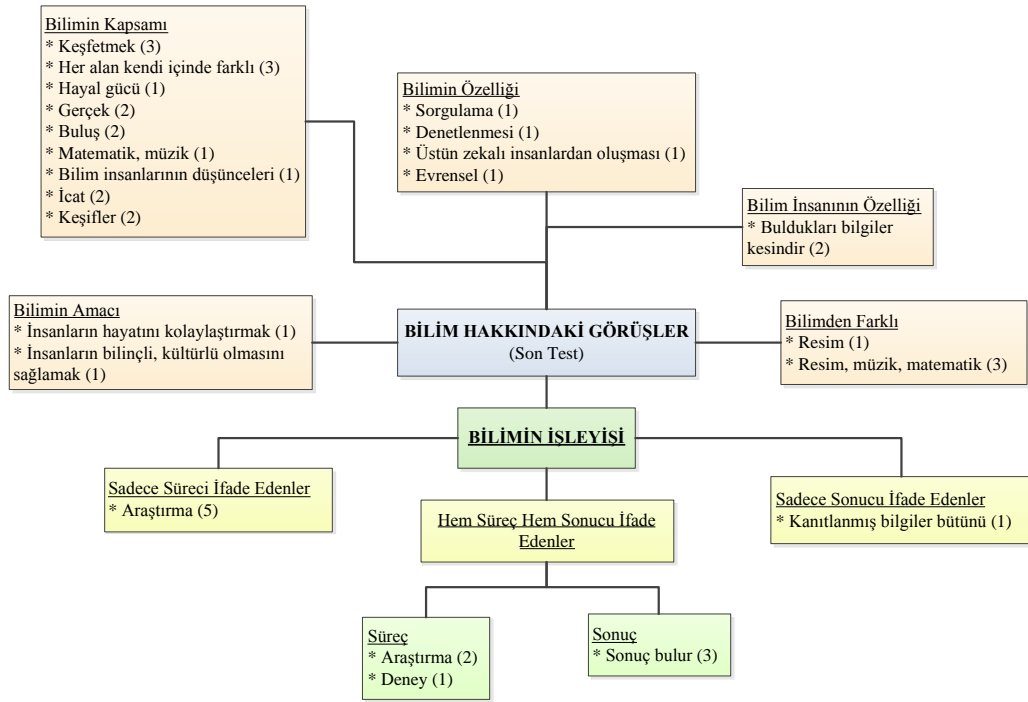 Bilimin Kapsamı
* Keşfetmek (3)
* Her alan kendi içinde farklı (3)
* Hayal gücü (1)
* Gerçek (2)
* Buluş (2)
* Matematik, müzik (1)
* Bilim insanlarının düşünceleri (1)
* İcat (2)
* Keşifler (2)
Bilimin Özelliği
* Sorgulama (1)
* Denetlenmesi (1)
* Üstün zekalı insanlardan oluşması (1)
* Evrensel (1)
Bilim İnsanının Özelliği
* Buldukları bilgiler
kesindir (2)
Bilimin Amacı
* İnsanların hayatını kolaylaştırmak (1)
* İnsanların bilinçli, kültürlü olmasını
sağlamak (1)
BİLİM HAKKINDAKİ GÖRÜŞLER
(Son Test)
Bilimden Farklı
* Resim (1)
* Resim, müzik, matematik (3)
BİLİMİN İŞLEYİŞİ
Sadece Süreci İfade Edenler
* Araştırma (5)
Hem Süreç Hem Sonucu İfade
Edenler
Sadece Sonucu İfade Edenler
* Kanıtlanmış bilgiler bütünü (1)
Süreç
* Araştırma (2)
* Deney (1)
Sonuç
* Sonuç bulur (3)